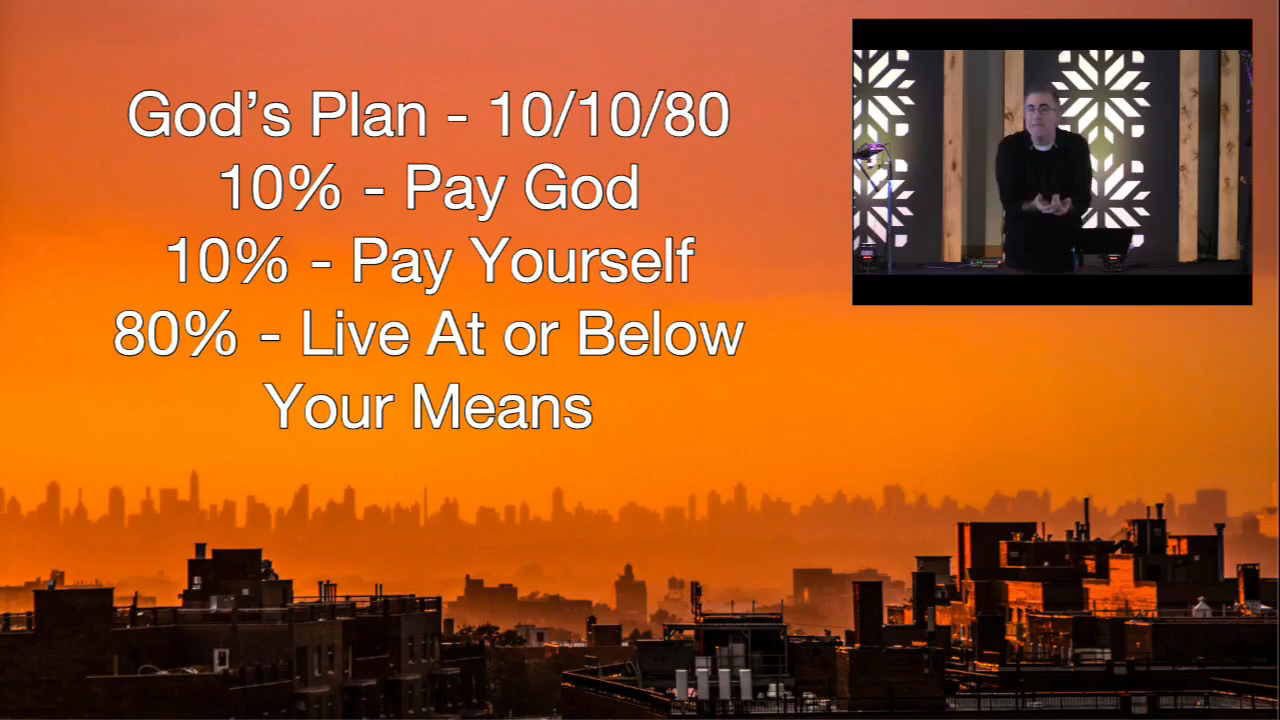 God’s Plan - 10/10/80
10% - Pay God
10% - Pay Yourself
80% - Live At or Below
Your Means